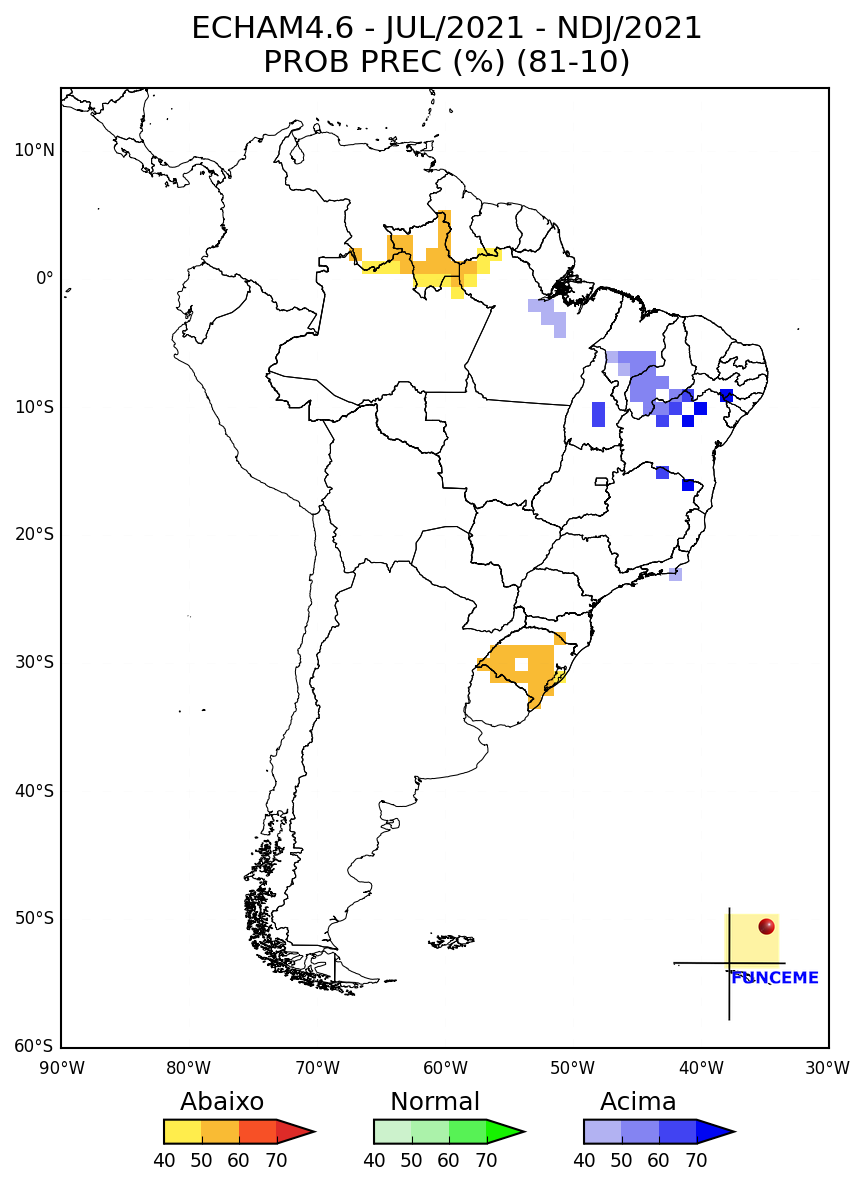 ECHAM4.6 - JUL/2021 - NDJ/2021
PROB PREC (%) (81-10)
10°N
0°
10°S
20°S
30°S
40°S
50°S
60°S
90°W 80°W 70°W 60°W 50°W 40°W 30°W
FUNCEME
Abaixo Normal Acima
40 50 60 70 40 50 60 70 40 50 60 70